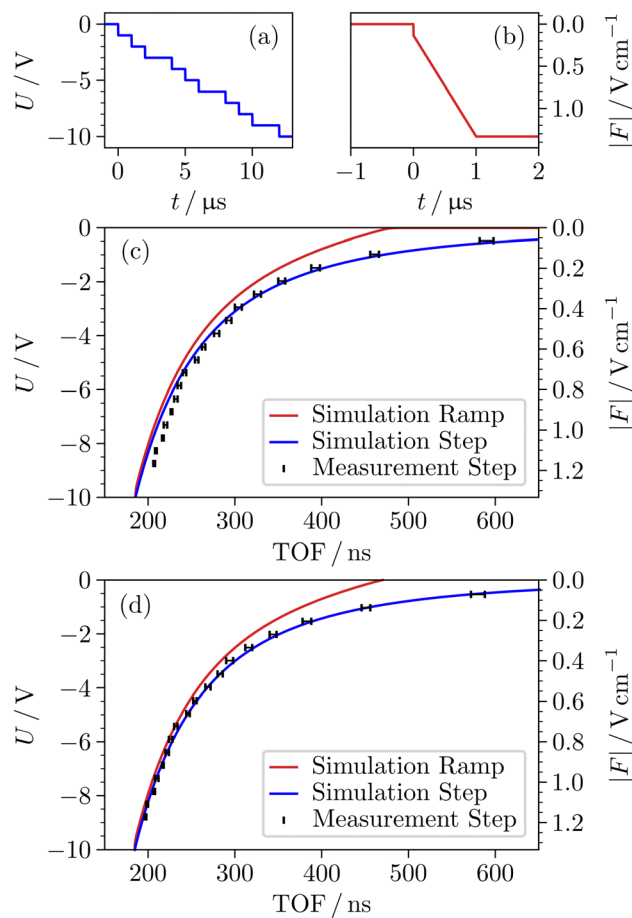 (a)
U / V
0
−5
−10
0
5
10
t / μs
(b)
|F| / V cm⁻¹
0.0
0.5
1.0
−1
0
1
2
t / μs
(c)
U / V
0
−2
−4
−6
−8
−10
|F| / V cm⁻¹
0.0
0.2
0.4
0.6
0.8
1.0
1.2
Simulation Ramp
Simulation Step
Measurement Step
200
300
400
500
600
TOF / ns
(d)
U / V
0
−2
−4
−6
−8
−10
|F| / V cm⁻¹
0.0
0.2
0.4
0.6
0.8
1.0
1.2
Simulation Ramp
Simulation Step
Measurement Step
200
300
400
500
600
TOF / ns